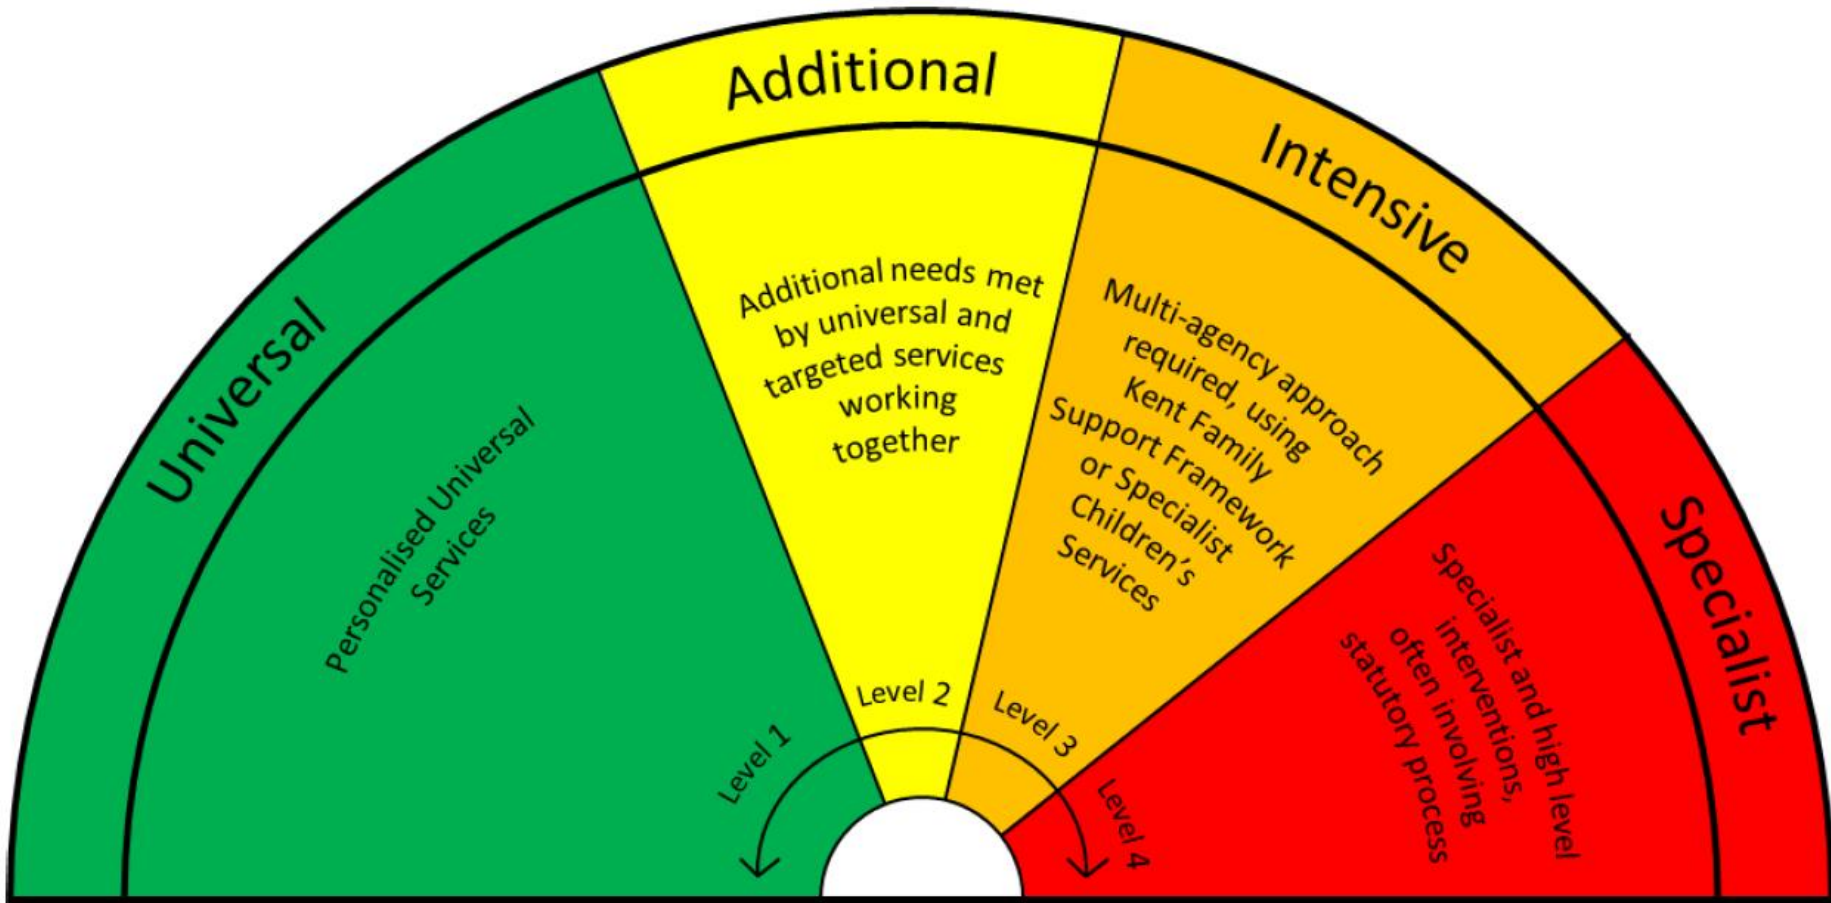 Universal
Personalised Universal
Services
Level 1
Additional
Additional needs met
by universal and
targeted services
working
together
Level 2
Intensive
Multi-agency approach
required, using
Kent Family
Support Framework
or Specialist
Children's
Services
Level 3
Specialist
Specialist and high level
interventions,
often involving
statutory process
Level 4